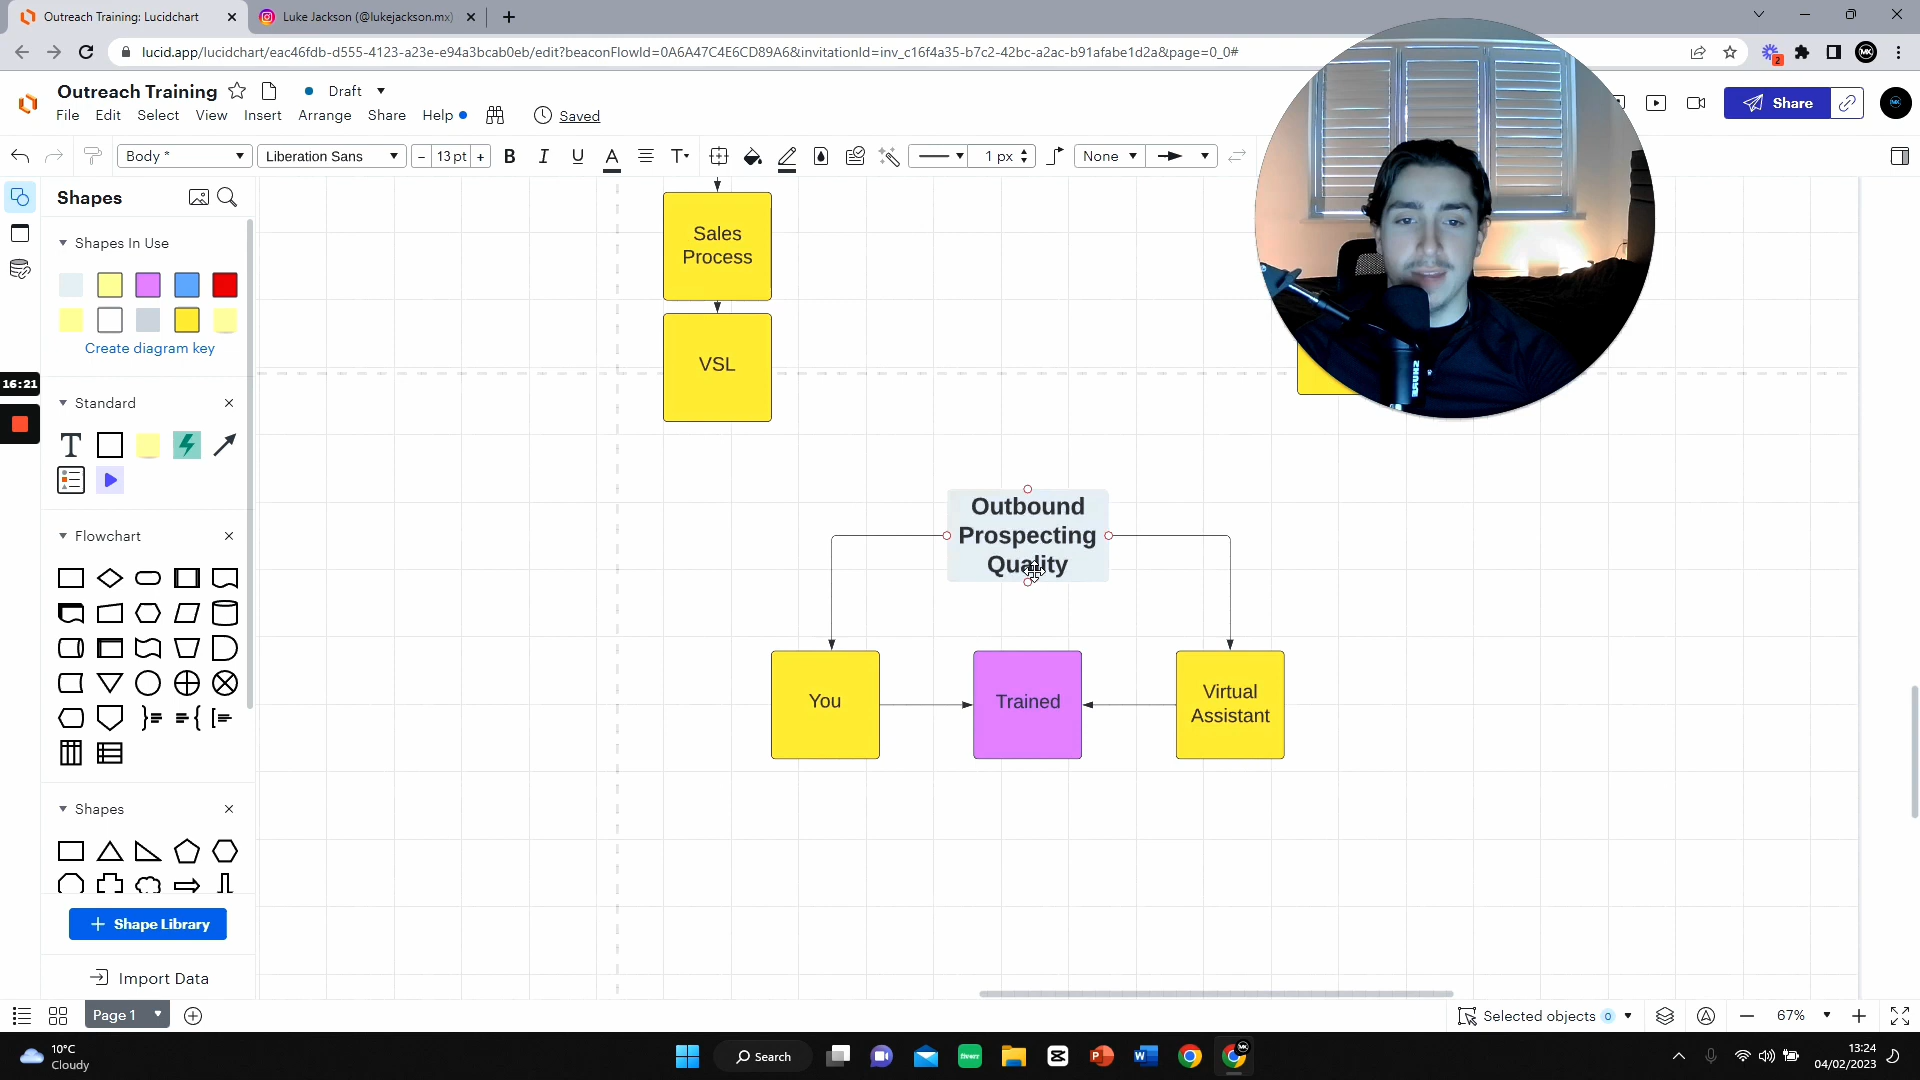 Outreach Training: Lucidchart
Luke Jackson (@lukejackson.mx)
lucid.app/lucidchart/eac46fdb-d555-4123-a23e-e94a3bcab0eb/edit?beaconFlowId=0A6A47C4E6CD89A6&invitationId=inv_c16f4a35-b7c2-42bc-a2ac-b91afabe1d2a&page=0_0#
2
MK
Outreach Training
Draft
File Edit Select View Insert Arrange Share Help
Saved
Share
Body *
Liberation Sans
- 13 pt +
B I U A T
1 px
None
Shapes
Shapes In Use
Create diagram key
16:21
Standard
T
Flowchart
Shapes
+ Shape Library
Import Data
Sales
Process
VSL
Outbound
Prospecting
Quality
You
Trained
Virtual
Assistant
Page 1
Selected objects 0
67%
10°C
Cloudy
Search
fiverr
MK
13:24
04/02/2023